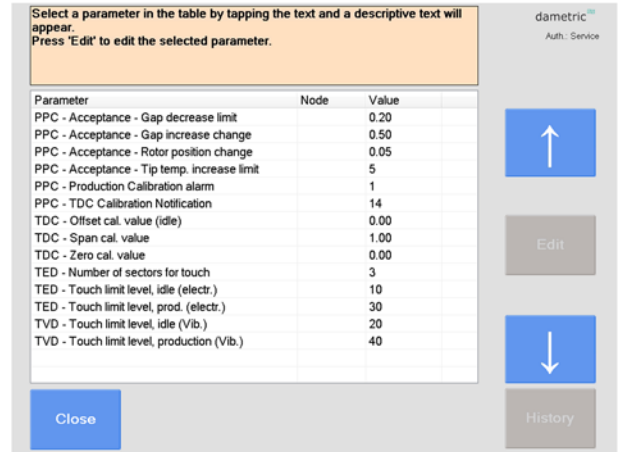 Select a parameter in the table by tapping the text and a descriptive text will
appear.
Press 'Edit' to edit the selected parameter.
dametric
Auth.: Service
Parameter Node Value
PPC - Acceptance - Gap decrease limit 0.20
PPC - Acceptance - Gap increase change 0.50
PPC - Acceptance - Rotor position change 0.05
PPC - Acceptance - Tip temp. increase limit 5
PPC - Production Calibration alarm 1
PPC - TDC Calibration Notification 14
TDC - Offset cal. value (idle) 0.00
TDC - Span cal. value 1.00
TDC - Zero cal. value 0.00
TED - Number of sectors for touch 3
TED - Touch limit level, idle (electr.) 10
TED - Touch limit level, prod. (electr.) 30
TVD - Touch limit level, idle (Vib.) 20
TVD - Touch limit level, production (Vib.) 40
↑
Edit
↓
Close
History